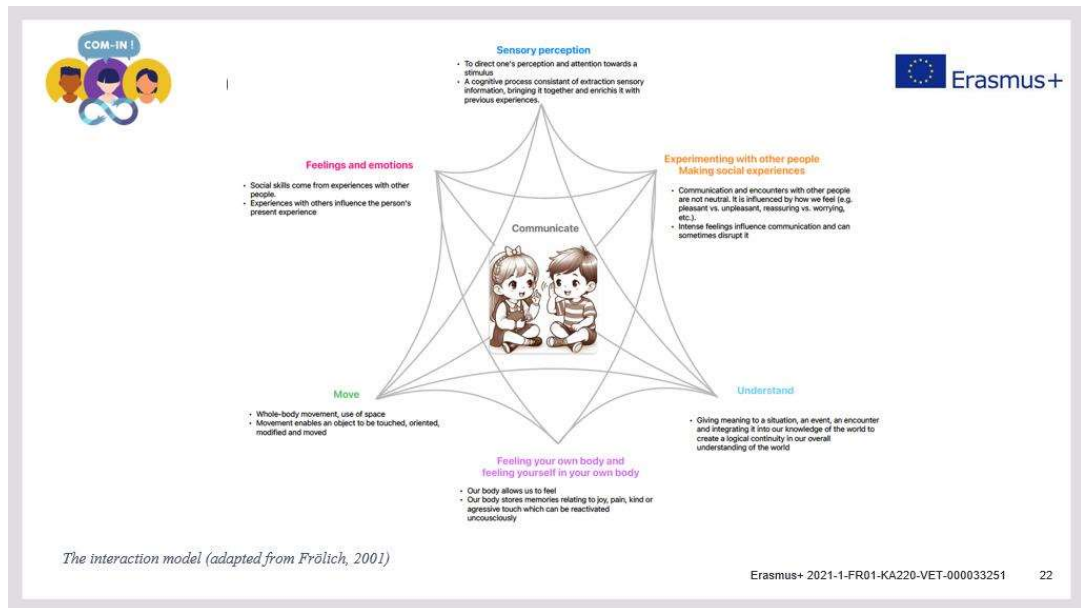 COM-IN !
Erasmus+
Sensory perception
• To direct one's perception and attention towards a
stimulus
• A cognitive process consistant of extraction sensory
information, bringing it together and enrichis it with
previous experiences.
Feelings and emotions
• Social skills come from experiences with other
people.
• Experiences with others influence the person's
present experience
Experimenting with other people
Making social experiences
• Communication and encounters with other people
are not neutral. It is influenced by how we feel (e.g.
pleasant vs. unpleasant, reassuring vs. worrying,
etc.).
• Intense feelings influence communication and can
sometimes disrupt it
Communicate
Move
• Whole-body movement, use of space
• Movement enables an object to be touched, oriented,
modified and moved
Understand
• Giving meaning to a situation, an event, an encounter
and integrating it into our knowledge of the world to
create a logical continuity in our overall
understanding of the world
Feeling your own body and
feeling yourself in your own body
• Our body allows us to feel
• Our body stores memories relating to joy, pain, kind or
agressive touch which can be reactivated
uncousciously
The interaction model (adapted from Frölich, 2001)
Erasmus+ 2021-1-FR01-KA220-VET-000033251
22